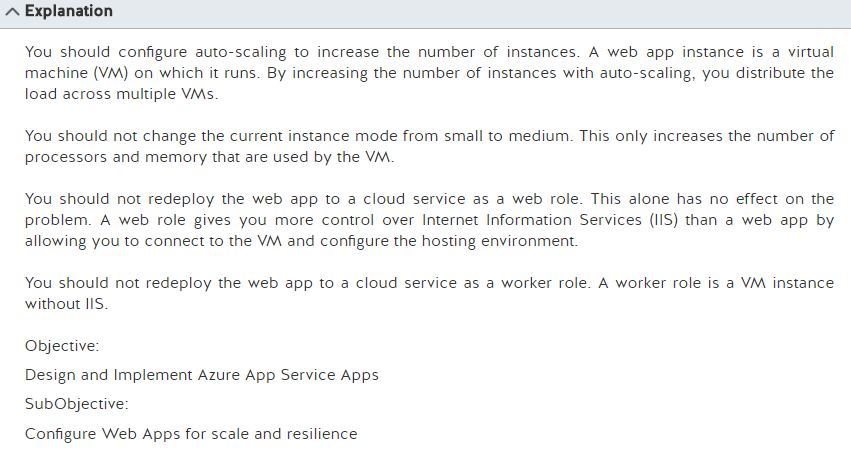 Explanation
You should configure auto-scaling to increase the number of instances. A web app instance is a virtual
machine (VM) on which it runs. By increasing the number of instances with auto-scaling, you distribute the
load across multiple VMs.
You should not change the current instance mode from small to medium. This only increases the number of
processors and memory that are used by the VM.
You should not redeploy the web app to a cloud service as a web role. This alone has no effect on the
problem. A web role gives you more control over Internet Information Services (IIS) than a web app by
allowing you to connect to the VM and configure the hosting environment.
You should not redeploy the web app to a cloud service as a worker role. A worker role is a VM instance
without IIS.
Objective:
Design and Implement Azure App Service Apps
SubObjective:
Configure Web Apps for scale and resilience